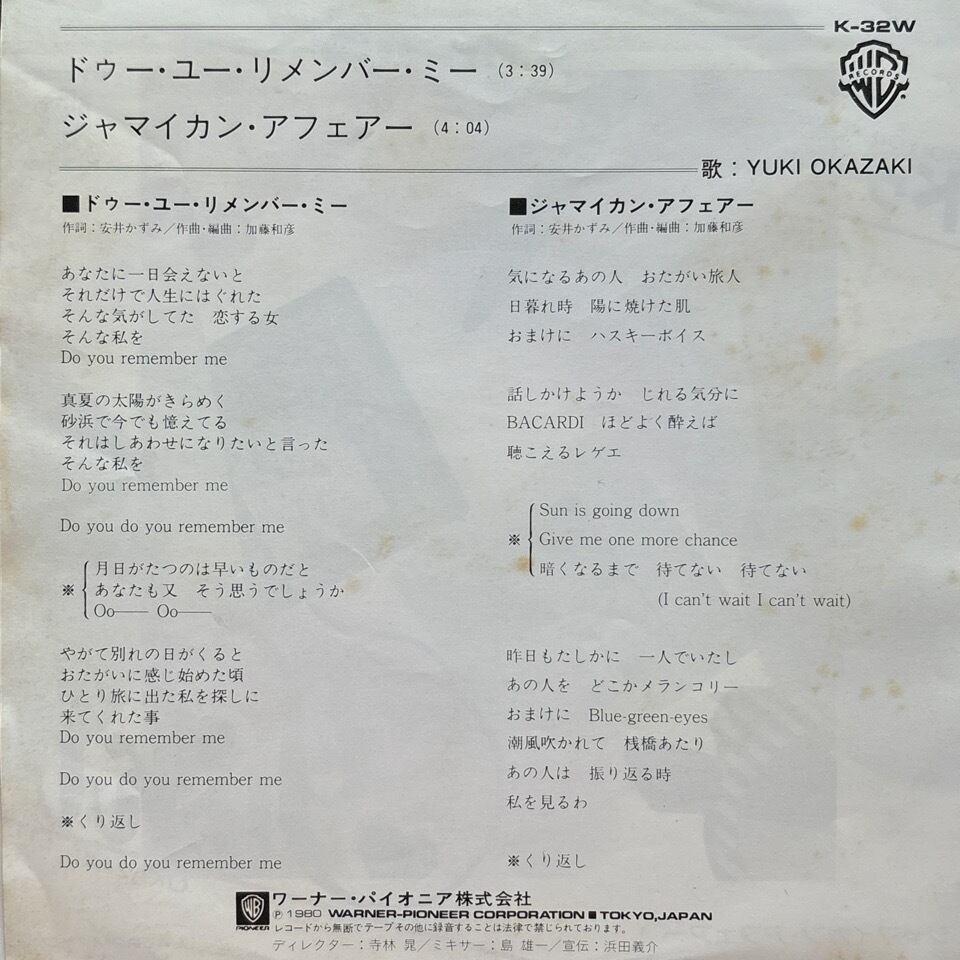 K-32W
ドゥー・ユー・リメンバー・ミー (3：39)
WB
RECORDS
ジャマイカン・アフェアー (4：04)
歌：YUKI OKAZAKI
■ドゥー・ユー・リメンバー・ミー
作詞：安井かずみ／作曲・編曲：加藤和彦
あなたに一日会えないと
それだけで人生にはぐれた
そんな気がしてた　恋する女
そんな私を
Do you remember me
真夏の太陽がきらめく
砂浜で今でも憶えてる
それはしあわせになりたいと言った
そんな私を
Do you remember me
Do you do you remember me
※ 月日がたつのは早いものだと
あなたも又　そう思うでしょうか
Oo—— Oo——
やがて別れの日がくると
おたがいに感じ始めた頃
ひとり旅に出た私を探しに
来てくれた事
Do you remember me
Do you do you remember me
※くり返し
Do you do you remember me
■ジャマイカン・アフェアー
作詞：安井かずみ／作曲・編曲：加藤和彦
気になるあの人　おたがい旅人
日暮れ時　陽に焼けた肌
おまけに　ハスキーボイス
話しかけようか　じれる気分に
BACARDI　ほどよく酔えば
聴こえるレゲエ
※ Sun is going down
Give me one more chance
暗くなるまで　待てない　待てない
(I can't wait I can't wait)
昨日もたしかに　一人でいたし
あの人を　どこかメランコリー
おまけに　Blue-green-eyes
潮風吹かれて　桟橋あたり
あの人は　振り返る時
私を見るわ
※くり返し
WB
PIONEER
ワーナー・パイオニア株式会社
Ⓟ1980 WARNER-PIONEER CORPORATION ■ TOKYO, JAPAN
レコードから無断でテープその他に録音することは法律で禁じられております。
ディレクター：寺林 晃／ミキサー：島 雄一／宣伝：浜田義介